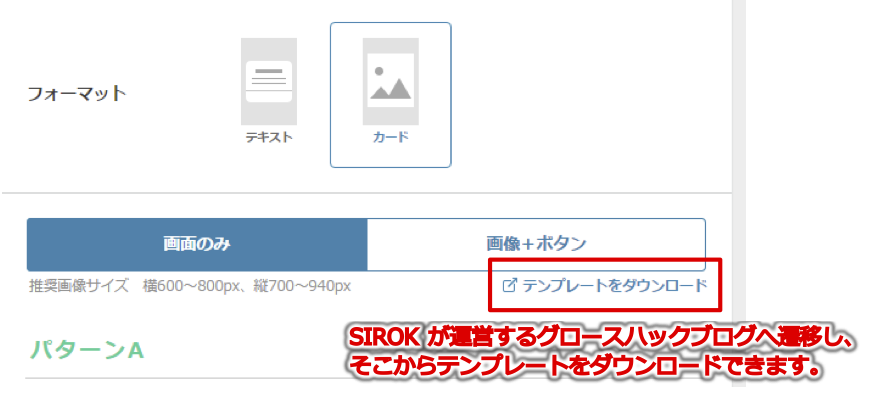 フォーマット
テキスト
カード
画面のみ
画像+ボタン
推奨画像サイズ 横600～800px、縦700～940px
テンプレートをダウンロード
パターンA
SIROK が運営するグロースハックブログへ遷移し、
そこからテンプレートをダウンロードできます。